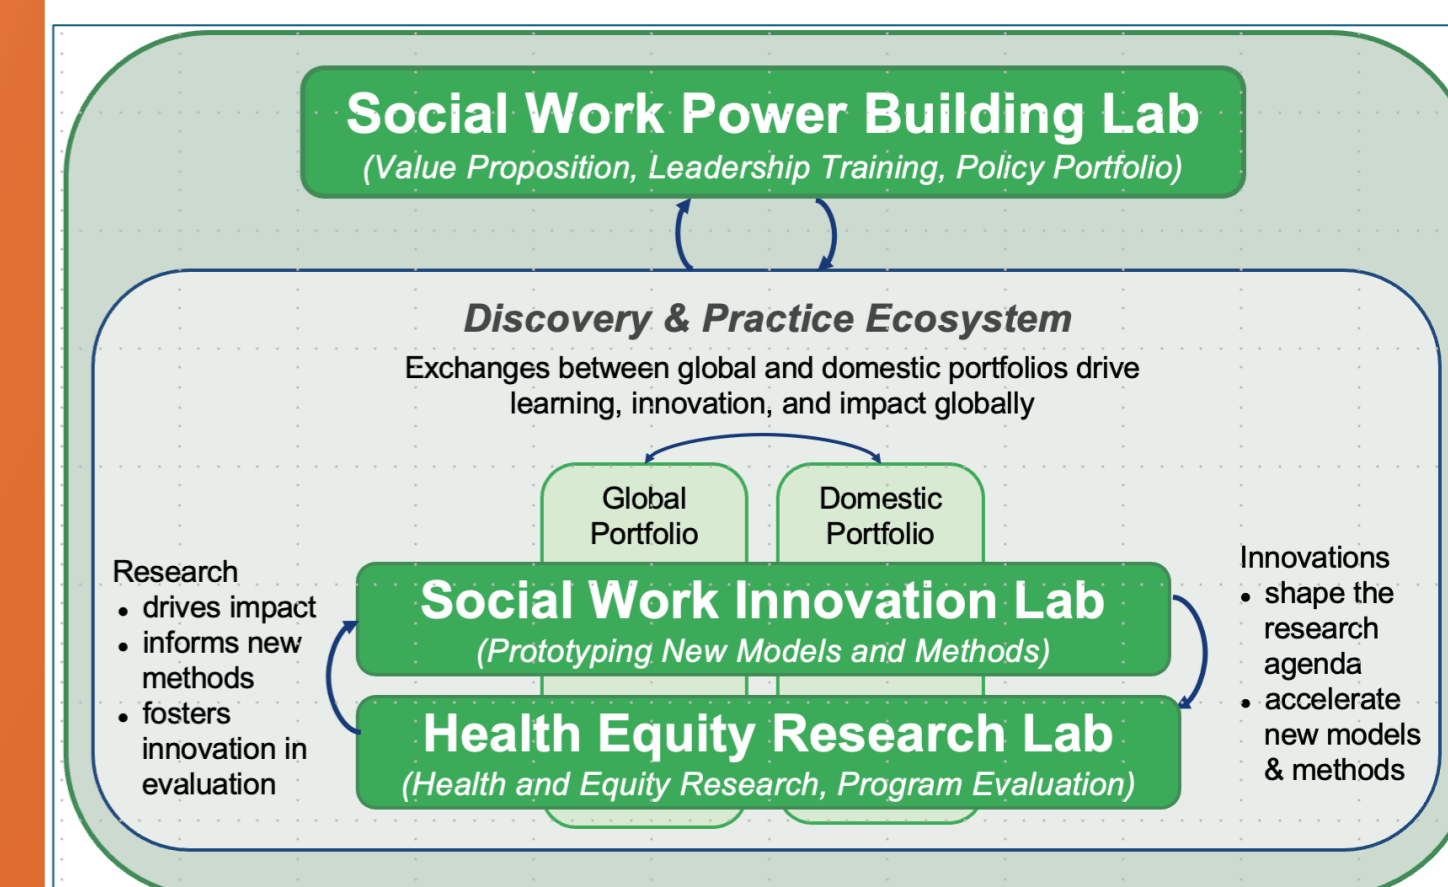 Social Work Power Building Lab
(Value Proposition, Leadership Training, Policy Portfolio)
Discovery & Practice Ecosystem
Exchanges between global and domestic portfolios drive
learning, innovation, and impact globally
Global
Portfolio
Domestic
Portfolio
Research
• drives impact
• informs new
methods
• fosters
innovation in
evaluation
Social Work Innovation Lab
(Prototyping New Models and Methods)
Health Equity Research Lab
(Health and Equity Research, Program Evaluation)
Innovations
• shape the
research
agenda
• accelerate
new models
& methods